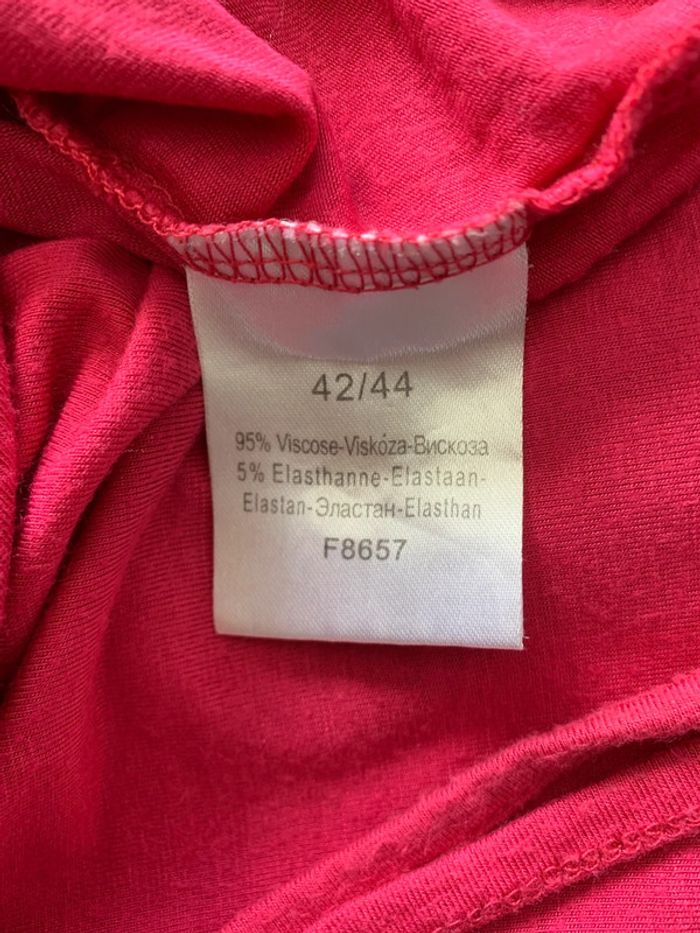 42/44
95% Viscose-Viskóza-Вискоза
5% Elasthanne-Elastaan-
Elastan-Эластан-Elasthan
F8657